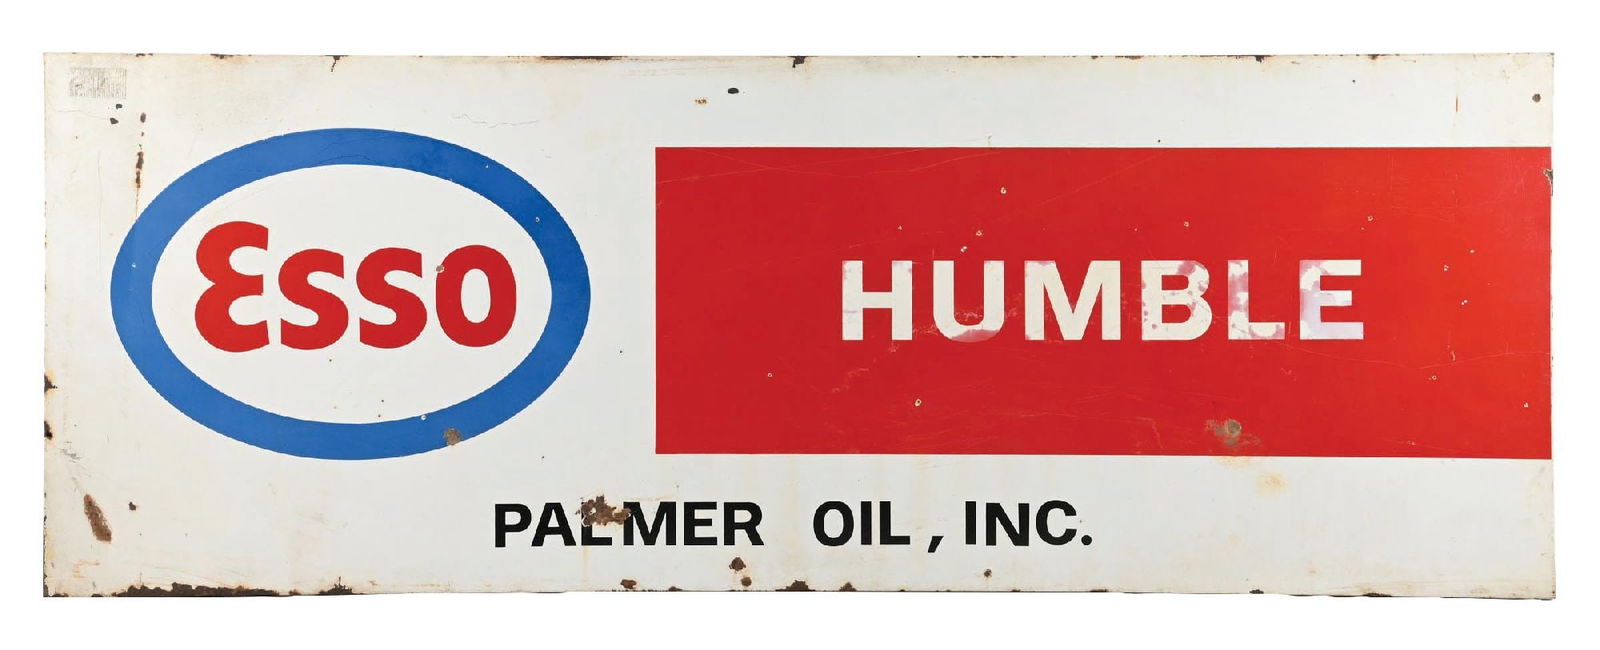 Esso
HUMBLE
PALMER OIL, INC.